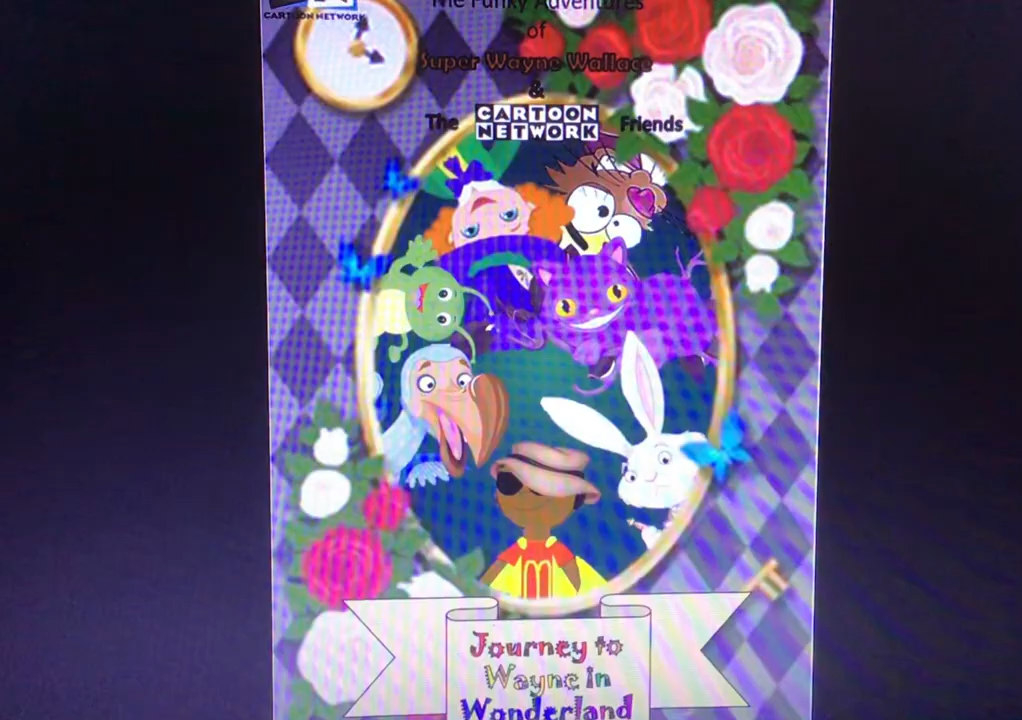 CARTOON NETWORK
The Funky Adventures
of
Super Wayne Wallace
&
The CARTOON NETWORK Friends
Journey to
Wayne in
Wonderland